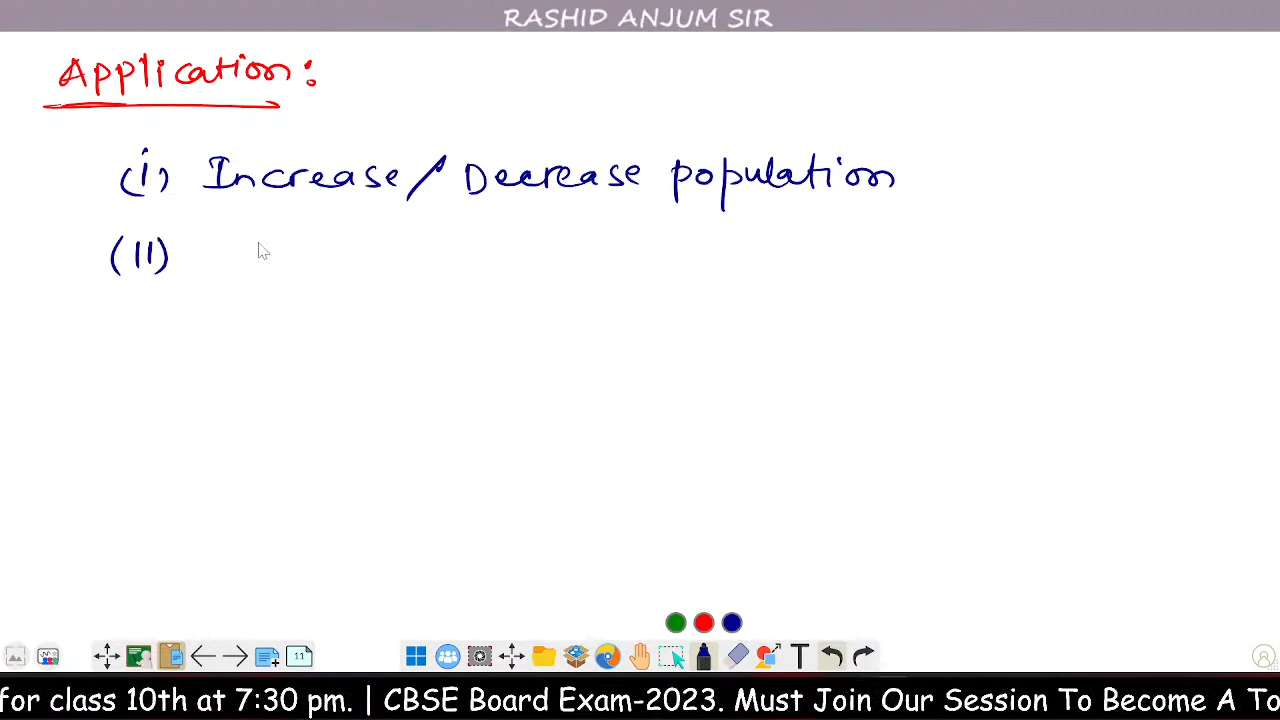 RASHID ANJUM SIR
Application:
(i) Increase/Decrease population
(II)
11
T
for class 10th at 7:30 pm. | CBSE Board Exam-2023. Must Join Our Session To Become A To